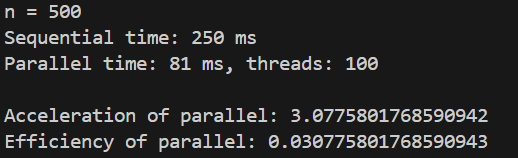 n = 500
Sequential time: 250 ms
Parallel time: 81 ms, threads: 100
Acceleration of parallel: 3.0775801768590942
Efficiency of parallel: 0.030775801768590943